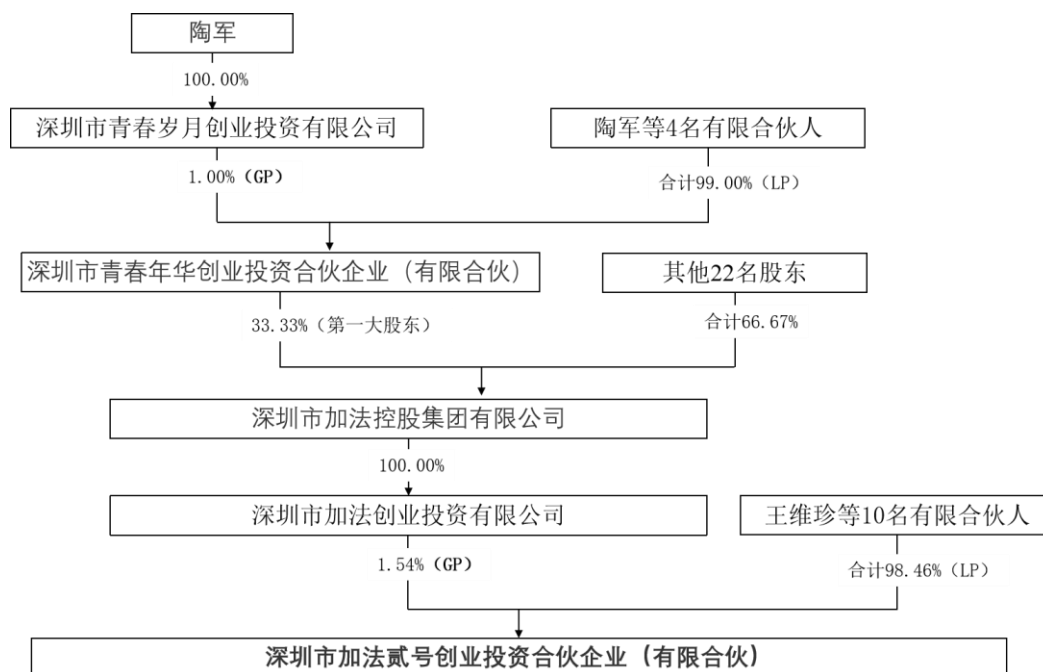 陶军
100.00%
深圳市青春岁月创业投资有限公司
陶军等4名有限合伙人
1.00%（GP）
合计99.00%（LP）
深圳市青春年华创业投资合伙企业（有限合伙）
其他22名股东
33.33%（第一大股东）
合计66.67%
深圳市加法控股集团有限公司
100.00%
深圳市加法创业投资有限公司
王维珍等10名有限合伙人
1.54%（GP）
合计98.46%（LP）
深圳市加法贰号创业投资合伙企业（有限合伙）